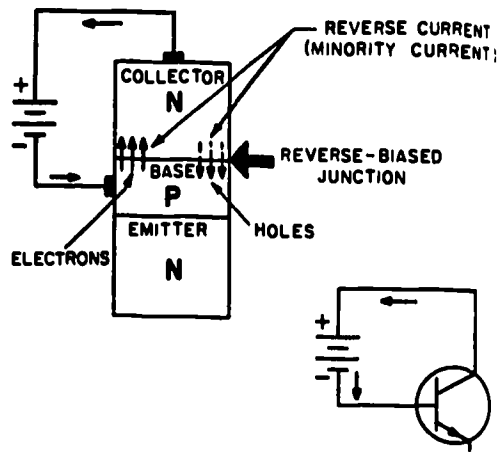 REVERSE CURRENT
(MINORITY CURRENT)
COLLECTOR
N
+
-
BASE
P
REVERSE-BIASED
JUNCTION
EMITTER
HOLES
ELECTRONS
N
+
-